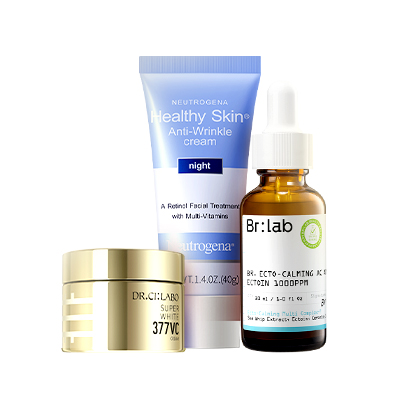 NEUTROGENA
Healthy Skin®
Anti-Wrinkle
cream
night
A Retinol Facial Treatment
with Multi-Vitamins
Neutrogena®
WT.1.4.OZ.(40g)
Br:lab
BR. ECTO-CALMING AC
ECTOIN 1000PPM
30 ml / 1.0 fl oz
DR.CI:LABO
SUPER
WHITE
377VC
CREAM